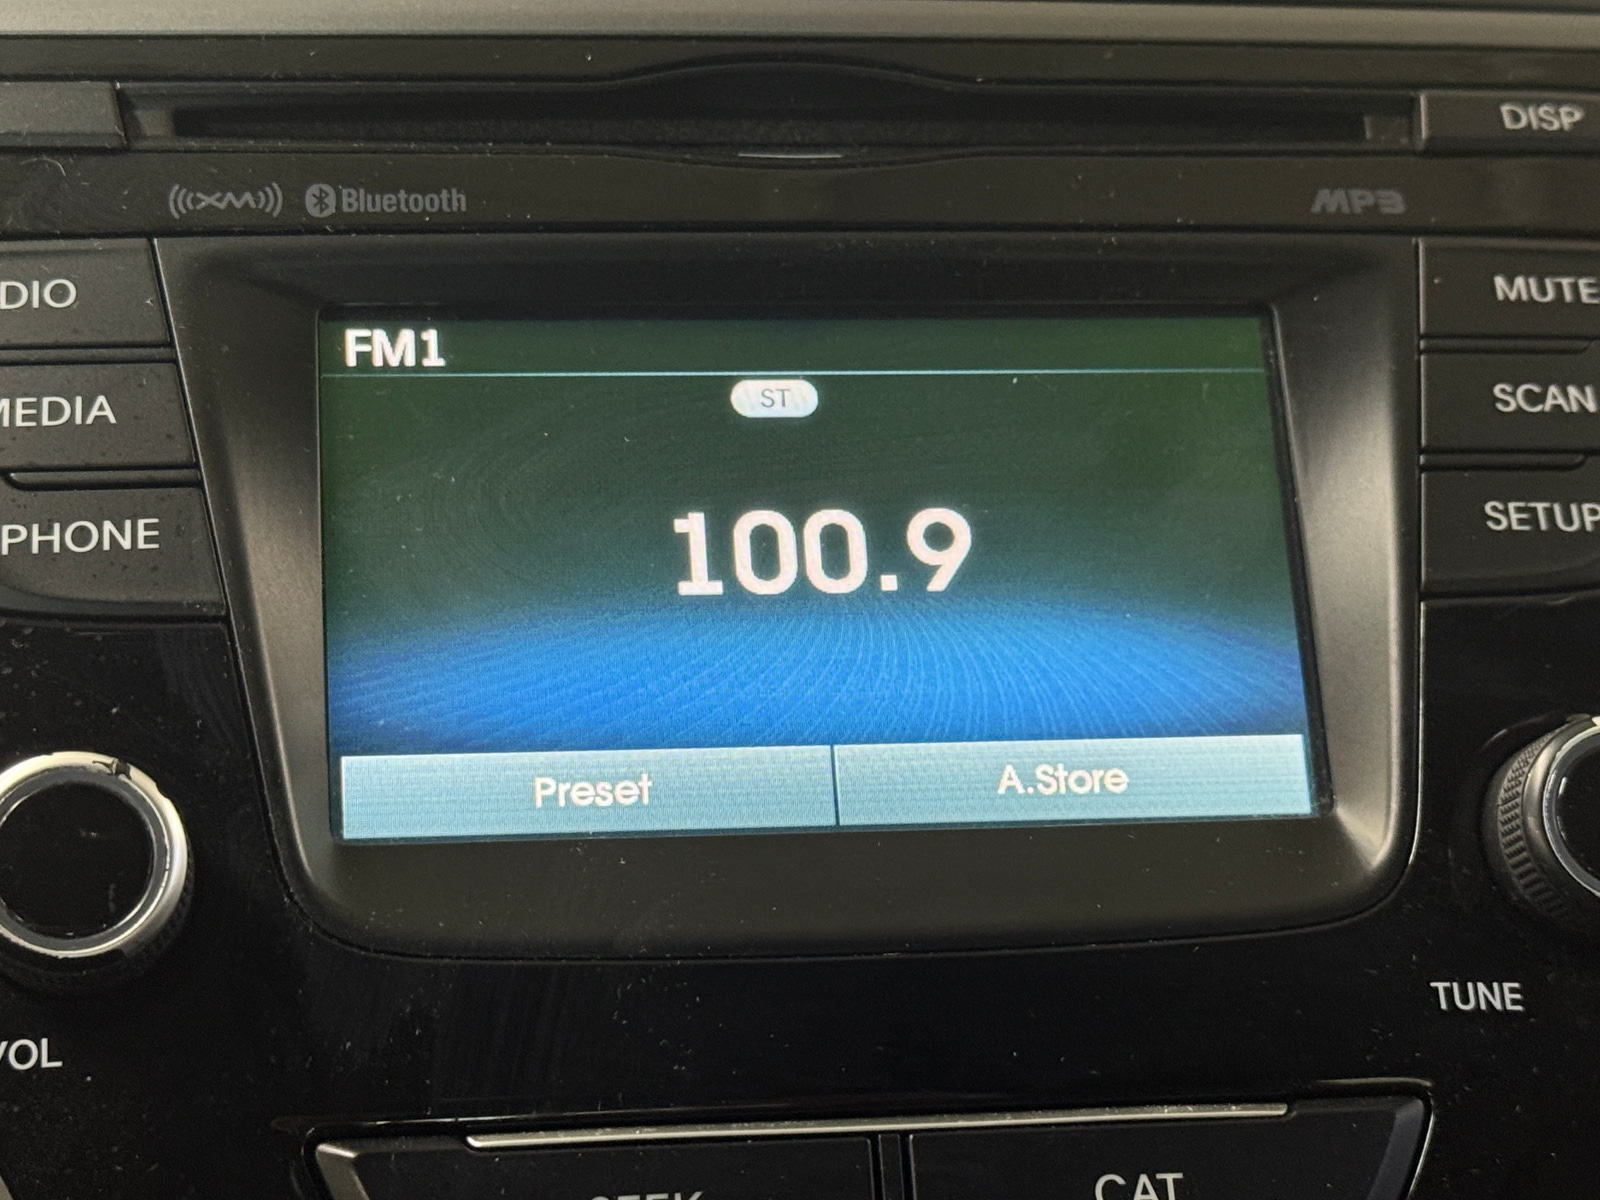 DISP
XM Bluetooth MP3
DIO
MUTE
FM1
ST
MEDIA
SCAN
100.9
PHONE
SETUP
Preset
A.Store
TUNE
VOL
SEEK
CAT